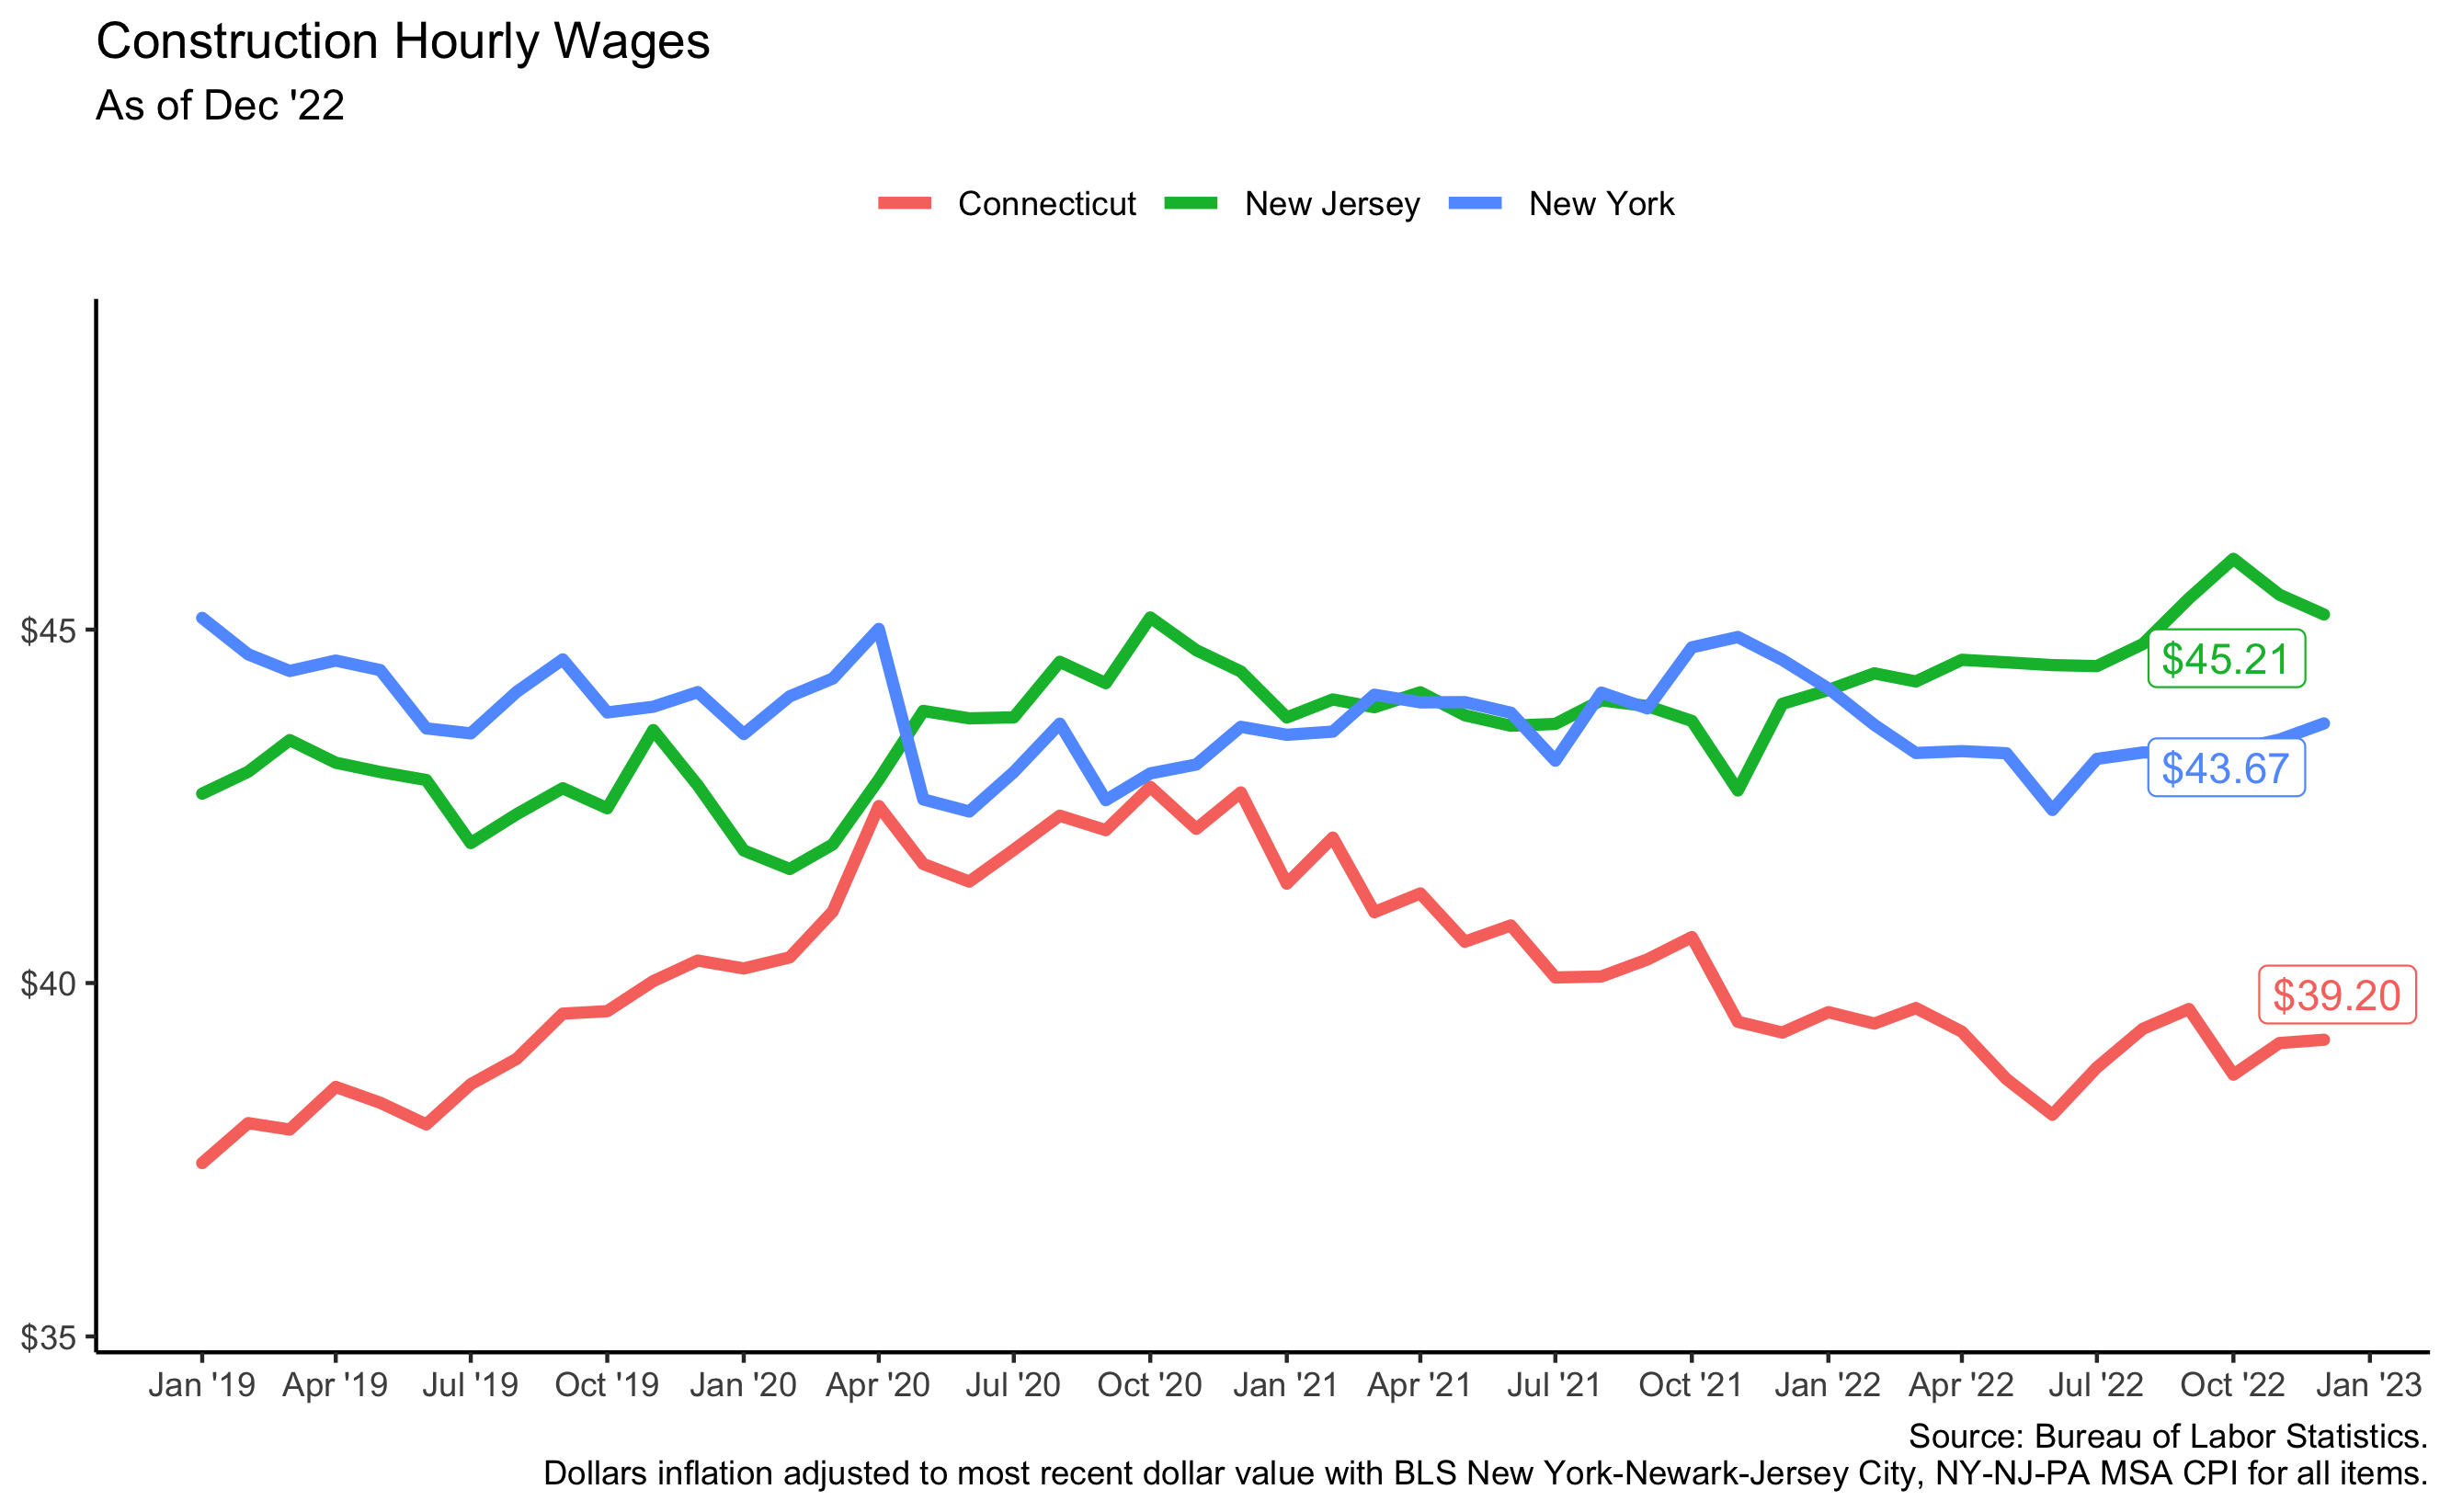 Construction Hourly Wages
As of Dec '22
Connecticut New Jersey New York
$45
$40
$35
$45.21
$43.67
$39.20
Jan '19 Apr '19 Jul '19 Oct '19 Jan '20 Apr '20 Jul '20 Oct '20 Jan '21 Apr '21 Jul '21 Oct '21 Jan '22 Apr '22 Jul '22 Oct '22 Jan '23
Source: Bureau of Labor Statistics.
Dollars inflation adjusted to most recent dollar value with BLS New York-Newark-Jersey City, NY-NJ-PA MSA CPI for all items.